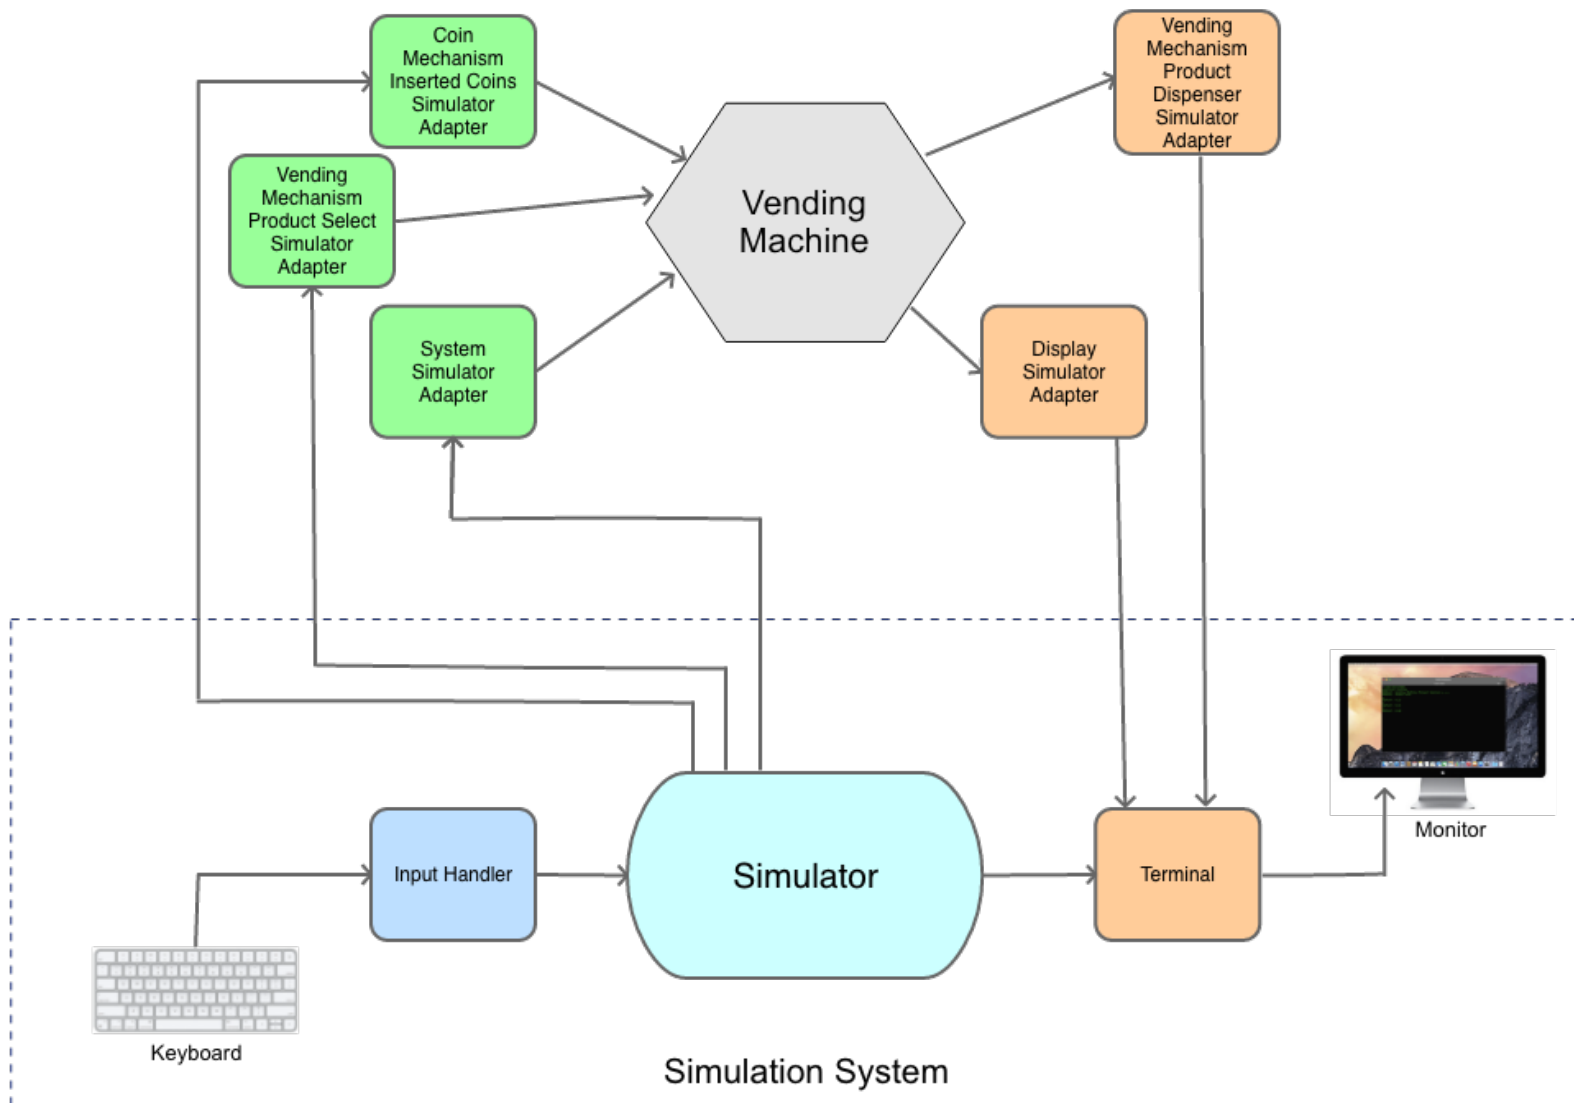 Coin
Mechanism
Inserted Coins
Simulator
Adapter
Vending
Mechanism
Product
Dispenser
Simulator
Adapter
Vending
Mechanism
Product Select
Simulator
Adapter
Vending
Machine
System
Simulator
Adapter
Display
Simulator
Adapter
Monitor
Input Handler
Simulator
Terminal
Keyboard
Simulation System